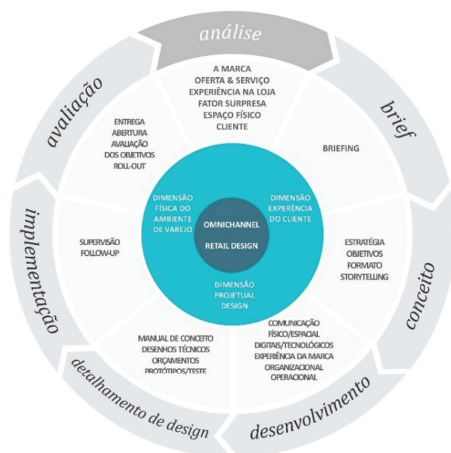 análise
A MARCA
OFERTA & SERVIÇO
EXPERIÊNCIA NA LOJA
FATOR SURPRESA
ESPAÇO FÍSICO
CLIENTE
brief
BRIEFING
conceito
ESTRATÉGIA
OBJETIVOS
FORMATO
STORYTELLING
desenvolvimento
COMUNICAÇÃO
FÍSICO/ESPACIAL
DIGITAIS/TECNOLÓGICOS
EXPERIÊNCIA DA MARCA
ORGANIZACIONAL
OPERACIONAL
detalhamento de design
MANUAL DE CONCEITO
DESENHOS TÉCNICOS
ORÇAMENTOS
PROTÓTIPOS/TESTE
implementação
SUPERVISÃO
FOLLOW-UP
avaliação
ENTREGA
ABERTURA
AVALIAÇÃO
DOS OBJETIVOS
ROLL-OUT
DIMENSÃO
FÍSICA DO
AMBIENTE
DE VAREJO
DIMENSÃO
EXPERÊNCIA
DO CLIENTE
DIMENSÃO
PROJETUAL
DESIGN
OMNICHANNEL
RETAIL DESIGN